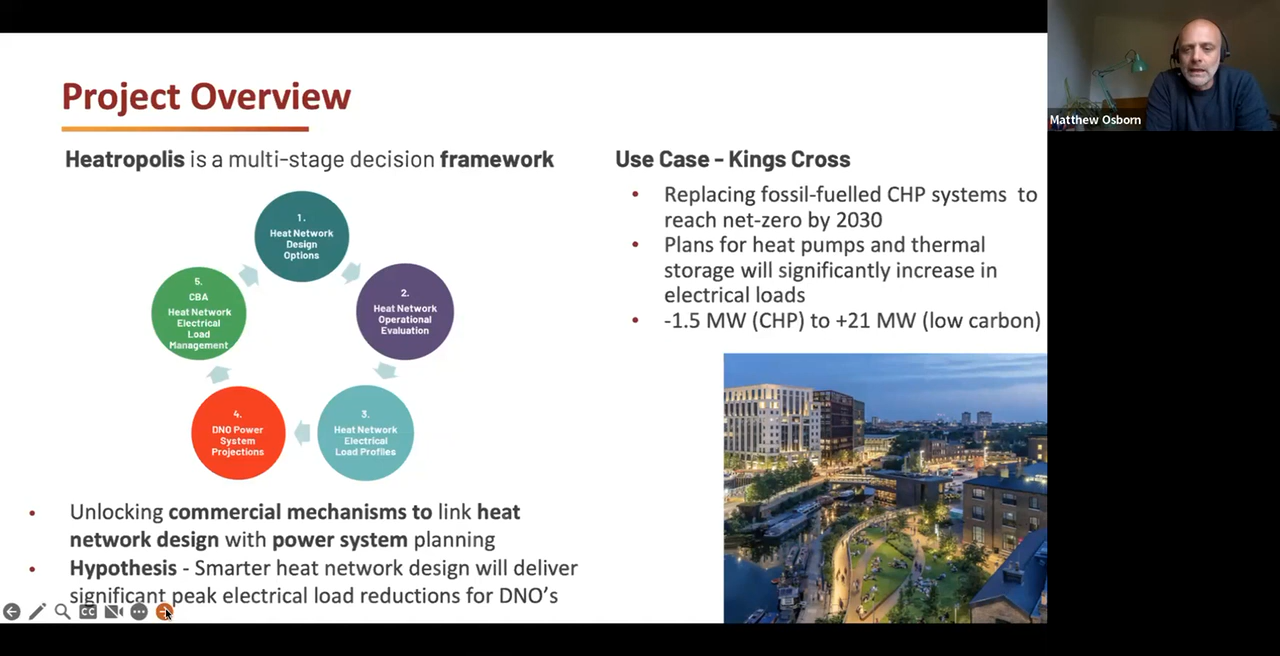 Project Overview
Heatropolis is a multi-stage decision framework
1.
Heat Network
Design
Options
2.
Heat Network
Operational
Evaluation
3.
Heat Network
Electrical
Load Profiles
4.
DNO Power
System
Projections
5.
CBA
Heat Network
Electrical
Load
Management
Unlocking commercial mechanisms to link heat
network design with power system planning
Hypothesis - Smarter heat network design will deliver
significant peak electrical load reductions for DNO's
Use Case - Kings Cross
Replacing fossil-fuelled CHP systems to
reach net-zero by 2030
Plans for heat pumps and thermal
storage will significantly increase in
electrical loads
-1.5 MW (CHP) to +21 MW (low carbon)
Matthew Osborn
CC